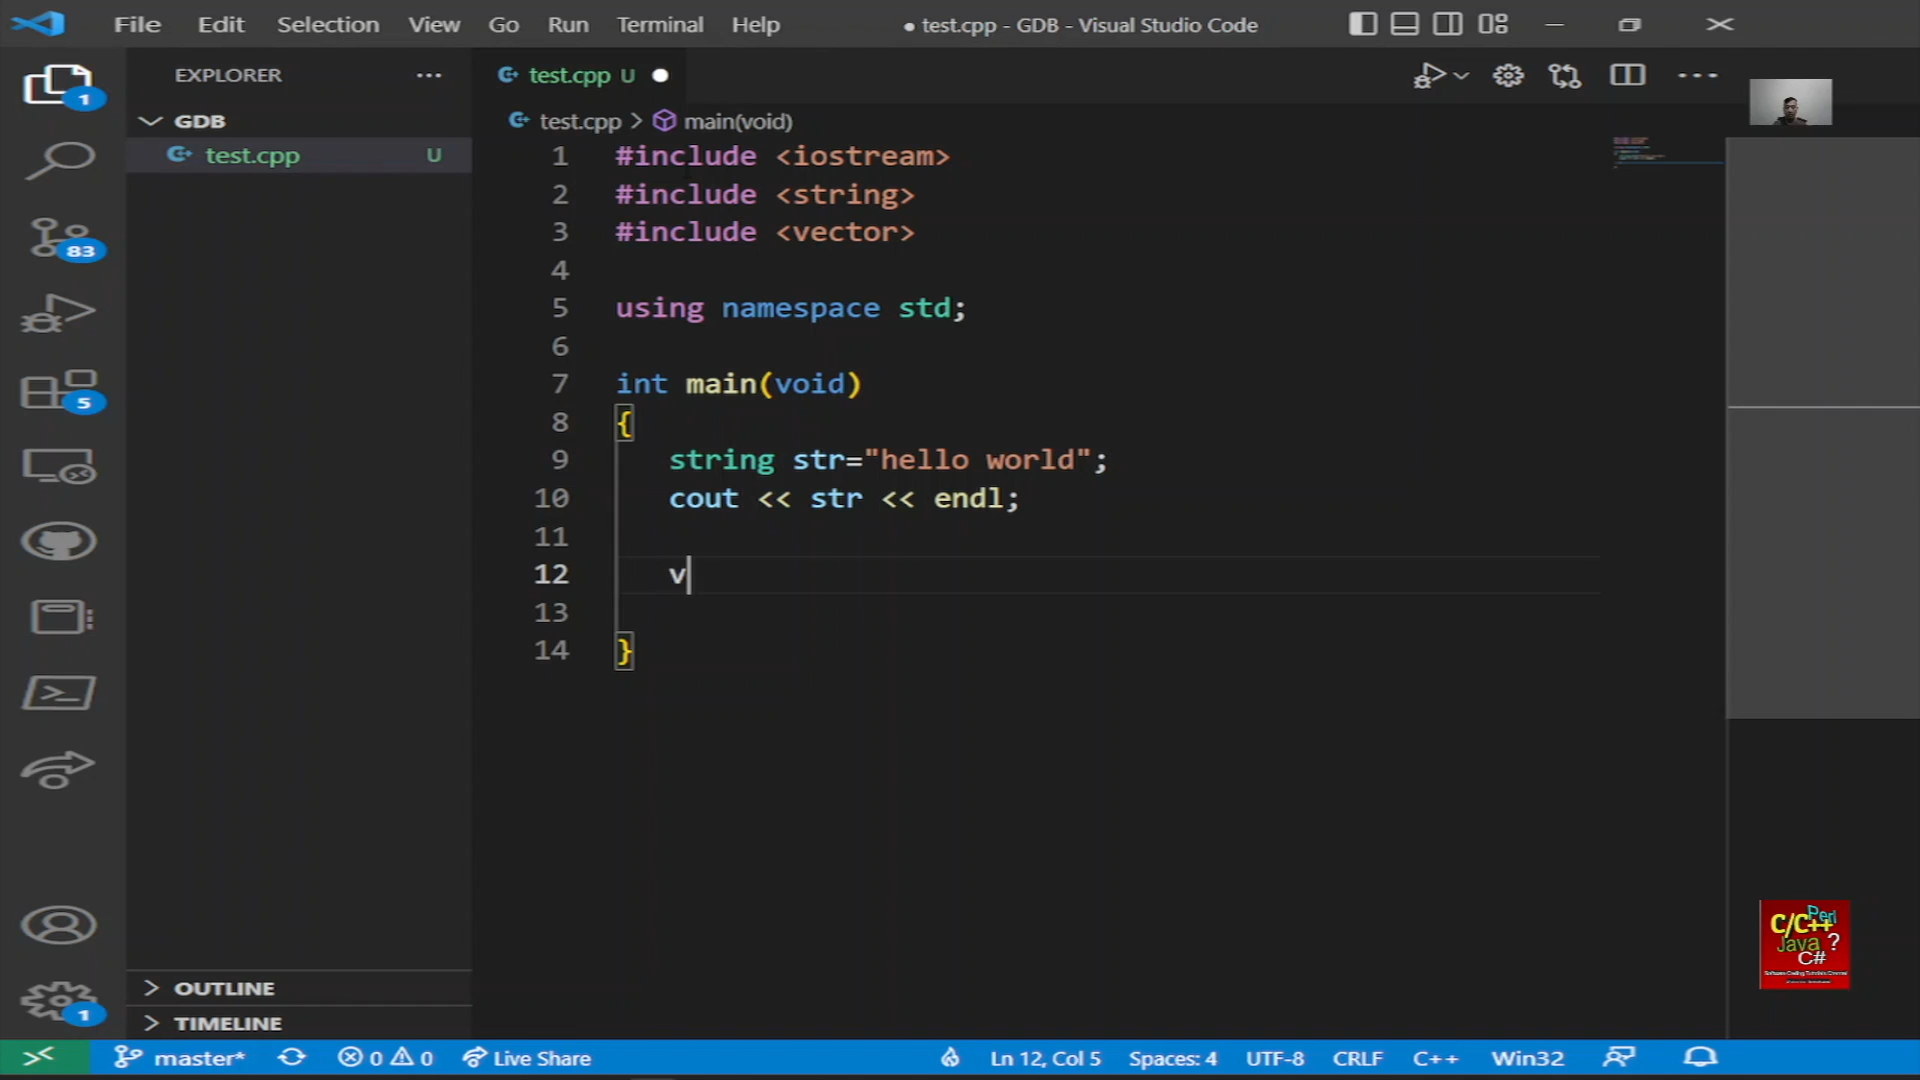 File Edit Selection View Go Run Terminal Help
● test.cpp - GDB - Visual Studio Code
EXPLORER
GDB
test.cpp U
1
83
5
1
test.cpp U
test.cpp > main(void)
1 #include <iostream>
2 #include <string>
3 #include <vector>
4
5 using namespace std;
6
7 int main(void)
8 {
9 string str="hello world";
10 cout << str << endl;
11
12 v
13
14 }
OUTLINE
TIMELINE
C/C++
Perl
Java ?
C#
master* 0 0 Live Share
Ln 12, Col 5 Spaces: 4 UTF-8 CRLF C++ Win32